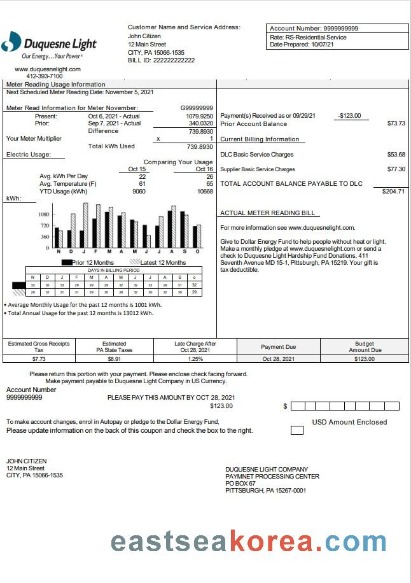 Duquesne Light
Our Energy...Your Power
www.duquesnelight.com
412-393-7100
Customer Name and Service Address:
John Citizen
12 Main Street
CITY, PA 15066-1535
BILL ID: 222222222222
Account Number: 9999999999
Rate: RS-Residential Service
Date Prepared: 10/07/21
Meter Reading Usage Information
Next Scheduled Meter Reading Date: November 5, 2021
Meter Read Information for Meter November: G99999999
Present: Oct 6, 2021 - Actual 1079.9250
Prior: Sep 7, 2021 - Actual 340.0320
Difference 739.8930
Your Meter Multiplier x 1
Total kWh Used 739.8930
Electric Usage:
Comparing Your Usage
Oct 15 Oct 16
Avg. kWh Per Day 22 26
Avg. Temperature (F) 61 65
YTD Usage (kWh) 9060 10668
kWh:
1080
720
360
0
N D J F M A M J J A S O
Prior 12 Months Latest 12 Months
DAYS IN BILLING PERIOD
N D J F M A M J J A S O
• Average Monthly Usage for the past 12 months is 1001 kWh.
• Total Annual Usage for the past 12 months is 13012 kWh.
Payment(s) Received as or 09/29/21 -$123.00
Prior Account Balance $73.73
Current Billing Information
DLC Basic Service Charges $53.68
Supplier Basic Service Charges $77.30
TOTAL ACCOUNT BALANCE PAYABLE TO DLC
$204.71
ACTUAL METER READING BILL
For more information see www.duquesnelight.com.
Give to Dollar Energy Fund to help people without heat or light.
Make a monthly pledge at www.duquesnelight.com or send a
check to Duquesne Light Hardship Fund Donations. 411
Seventh Avenue MD 15-1, Pittsburgh, PA 15219. Your gift is
tax deductible.
Estimated Gross Receipts Tax
$7.73
Estimated PA State Taxes
$8.91
Late Charge After Oct 28, 2021
1.25%
Payment Due
Oct 28, 2021
Budget Amount Due
$123.00
Please return this portion with your payment. Please enclose check facing forward.
Make payment payable to Duquesne Light Company in US Currency.
Account Number
9999999999 PLEASE PAY THIS AMOUNT BY OCT 28, 2021
$123.00 $
To make account changes, enrol in Autopay or pledge to the Dollar Energy Fund,
Please update information on the back of this coupon and check the box to the right.
USD Amount Enclosed
JOHN CITIZEN
12 Main Street
CITY, PA 15066-1535
DUQUESNE LIGHT COMPANY
PAYMNET PROCESSING CENTER
PO BOX 67
PITTSBURGH, PA 15267-0001
eastseakorea.com